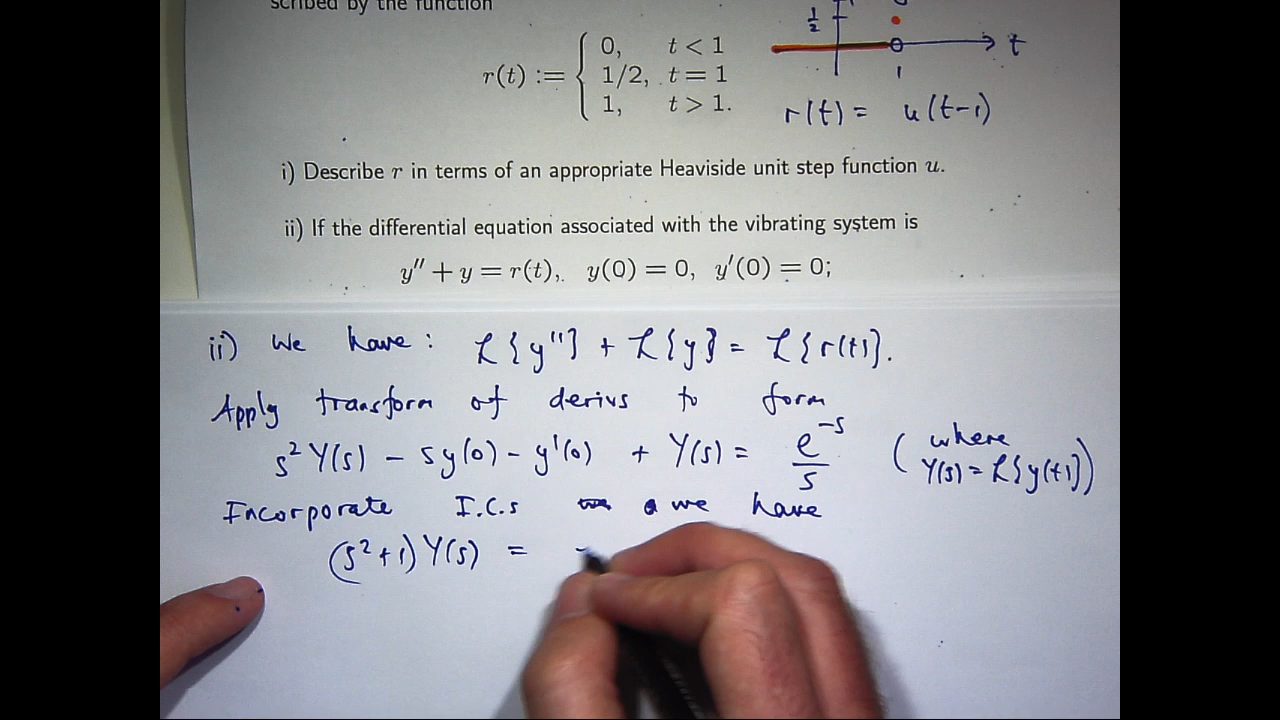 scribed by the function
r(t) := { 0, t < 1
1/2, t = 1
1, t > 1.
1/2
t
1
r(t) = u(t-1)
i) Describe r in terms of an appropriate Heaviside unit step function u.
ii) If the differential equation associated with the vibrating system is
y'' + y = r(t), y(0) = 0, y'(0) = 0;
ii) We have: ℒ{y''} + ℒ{y} = ℒ{r(t)}.
Apply transform of derivs to form
s²Y(s) - sy(0) - y'(0) + Y(s) = e^{-s}/s (where Y(s) = ℒ{y(t)})
Incorporate I.C.s we have
(s²+1)Y(s) =